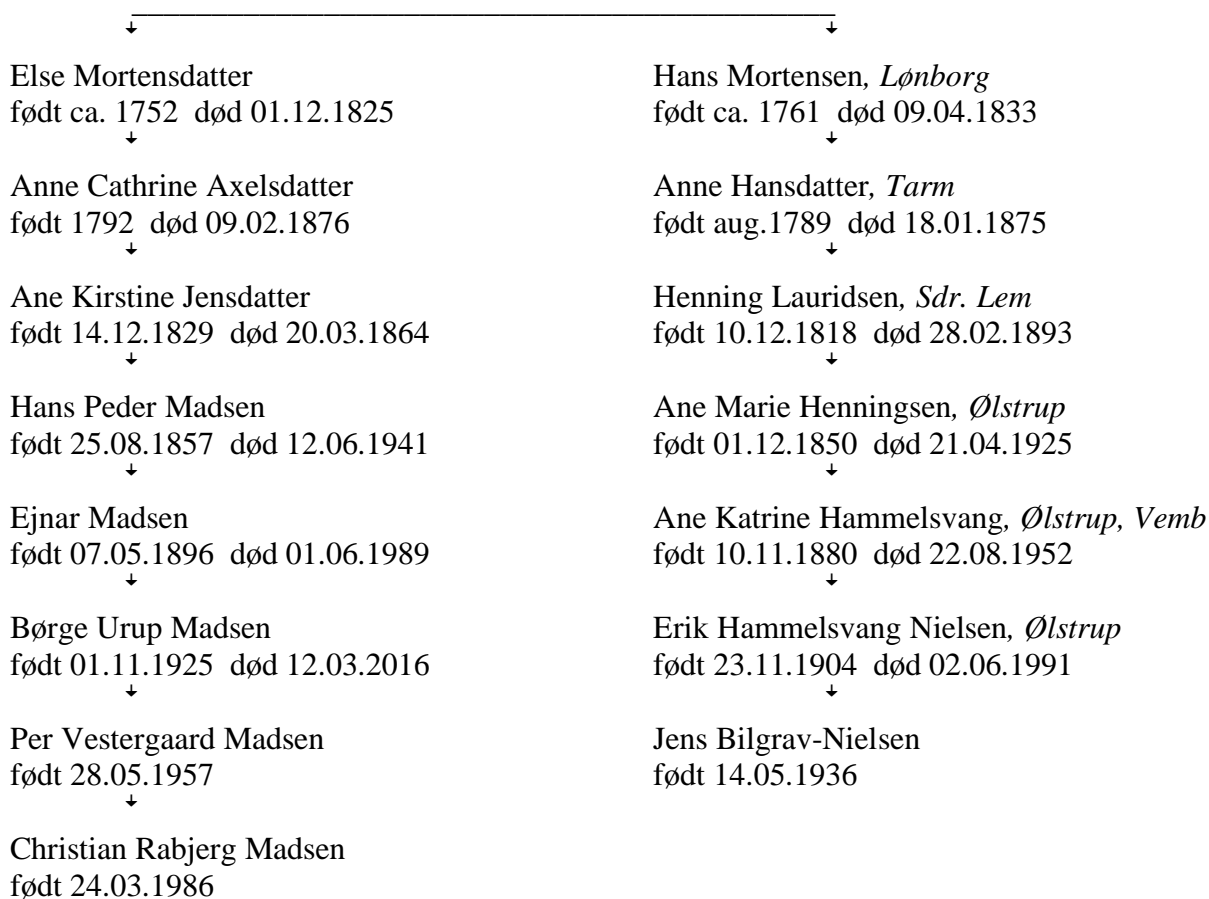 Else Mortensdatter
født ca. 1752 død 01.12.1825
Anne Cathrine Axelsdatter
født 1792 død 09.02.1876
Ane Kirstine Jensdatter
født 14.12.1829 død 20.03.1864
Hans Peder Madsen
født 25.08.1857 død 12.06.1941
Ejnar Madsen
født 07.05.1896 død 01.06.1989
Børge Urup Madsen
født 01.11.1925 død 12.03.2016
Per Vestergaard Madsen
født 28.05.1957
Christian Rabjerg Madsen
født 24.03.1986
Hans Mortensen, Lønborg
født ca. 1761 død 09.04.1833
Anne Hansdatter, Tarm
født aug.1789 død 18.01.1875
Henning Lauridsen, Sdr. Lem
født 10.12.1818 død 28.02.1893
Ane Marie Henningsen, Ølstrup
født 01.12.1850 død 21.04.1925
Ane Katrine Hammelsvang, Ølstrup, Vemb
født 10.11.1880 død 22.08.1952
Erik Hammelsvang Nielsen, Ølstrup
født 23.11.1904 død 02.06.1991
Jens Bilgrav-Nielsen
født 14.05.1936